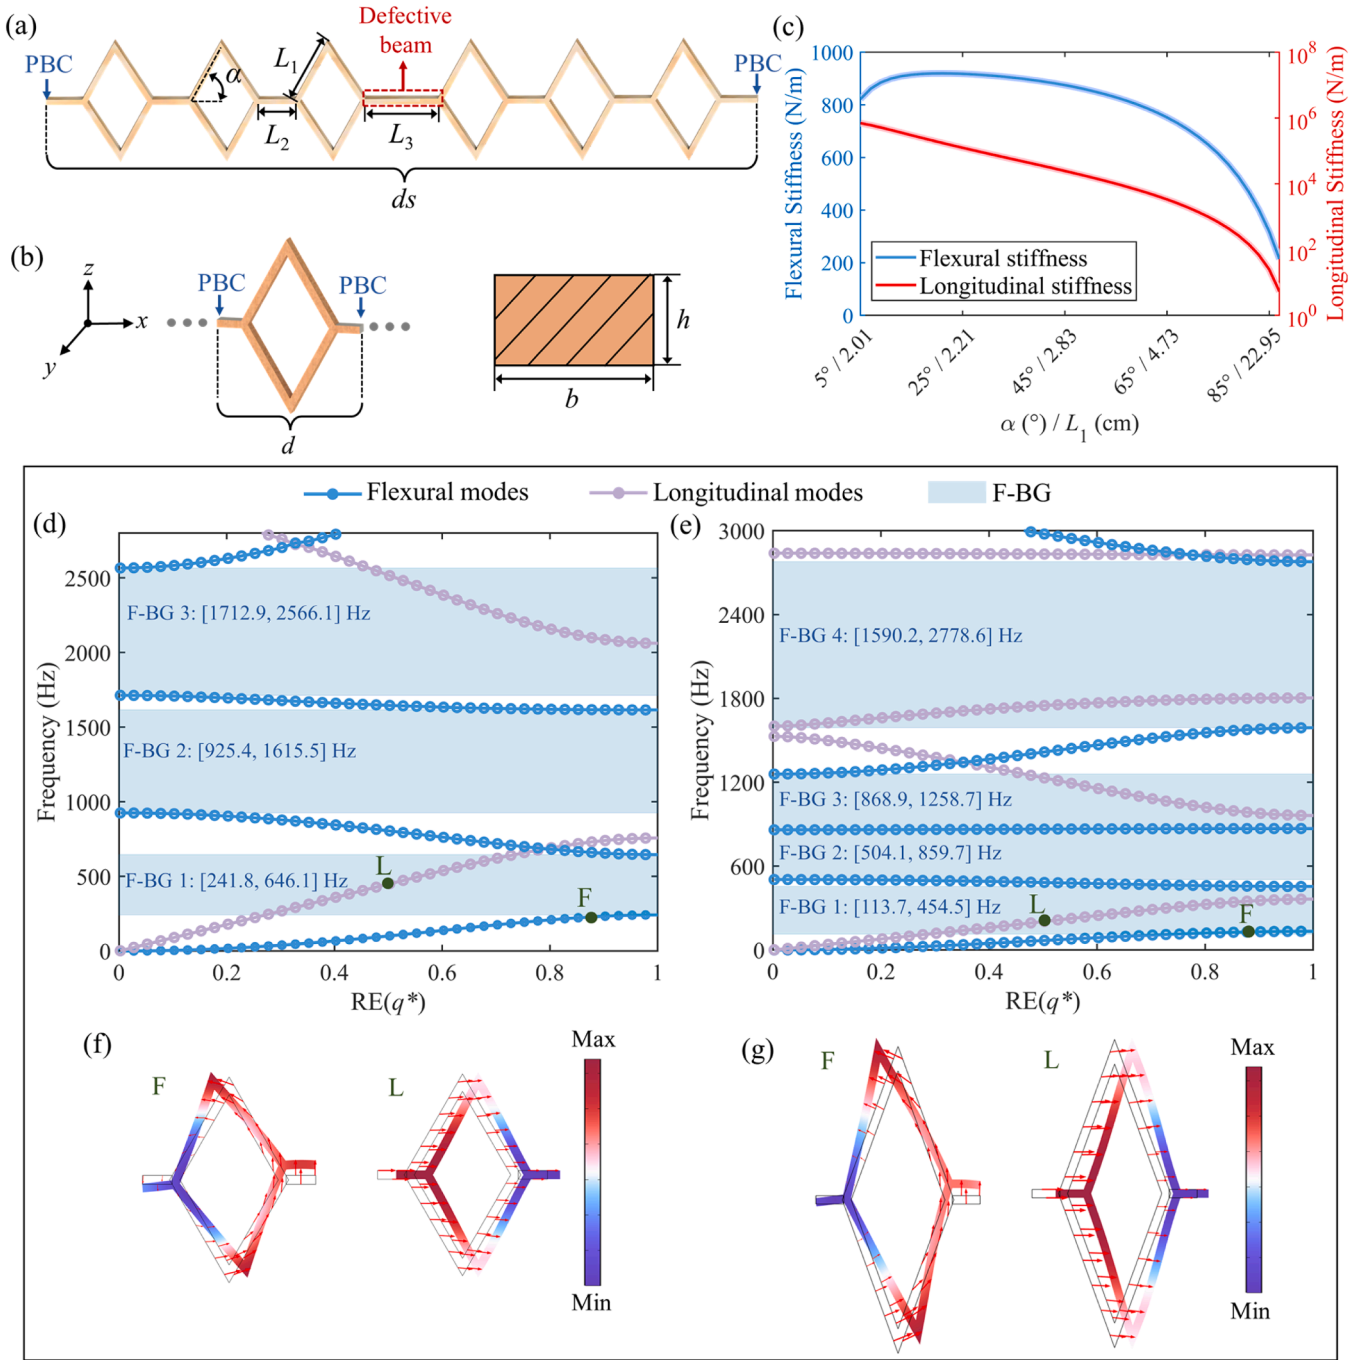 (a)
PBC
α
L1
Defective
beam
PBC
L2
L3
ds
(b)
z
x
y
PBC
PBC
d
h
b
(c)
Flexural Stiffness (N/m)
1000
800
600
400
200
0
Flexural stiffness
Longitudinal stiffness
10^8
10^6
10^4
10^2
10^0
Longitudinal Stiffness (N/m)
5° / 2.01
25° / 2.21
45° / 2.83
65° / 4.73
85° / 22.95
α (°) / L1 (cm)
Flexural modes
Longitudinal modes
F-BG
(d)
Frequency (Hz)
2500
2000
1500
1000
500
0
F-BG 3: [1712.9, 2566.1] Hz
F-BG 2: [925.4, 1615.5] Hz
F-BG 1: [241.8, 646.1] Hz
L
F
0 0.2 0.4 0.6 0.8 1
RE(q*)
(e)
Frequency (Hz)
3000
2400
1800
1200
600
0
F-BG 4: [1590.2, 2778.6] Hz
F-BG 3: [868.9, 1258.7] Hz
F-BG 2: [504.1, 859.7] Hz
F-BG 1: [113.7, 454.5] Hz
L
F
0 0.2 0.4 0.6 0.8 1
RE(q*)
(f)
F
L
Max
Min
(g)
F
L
Max
Min